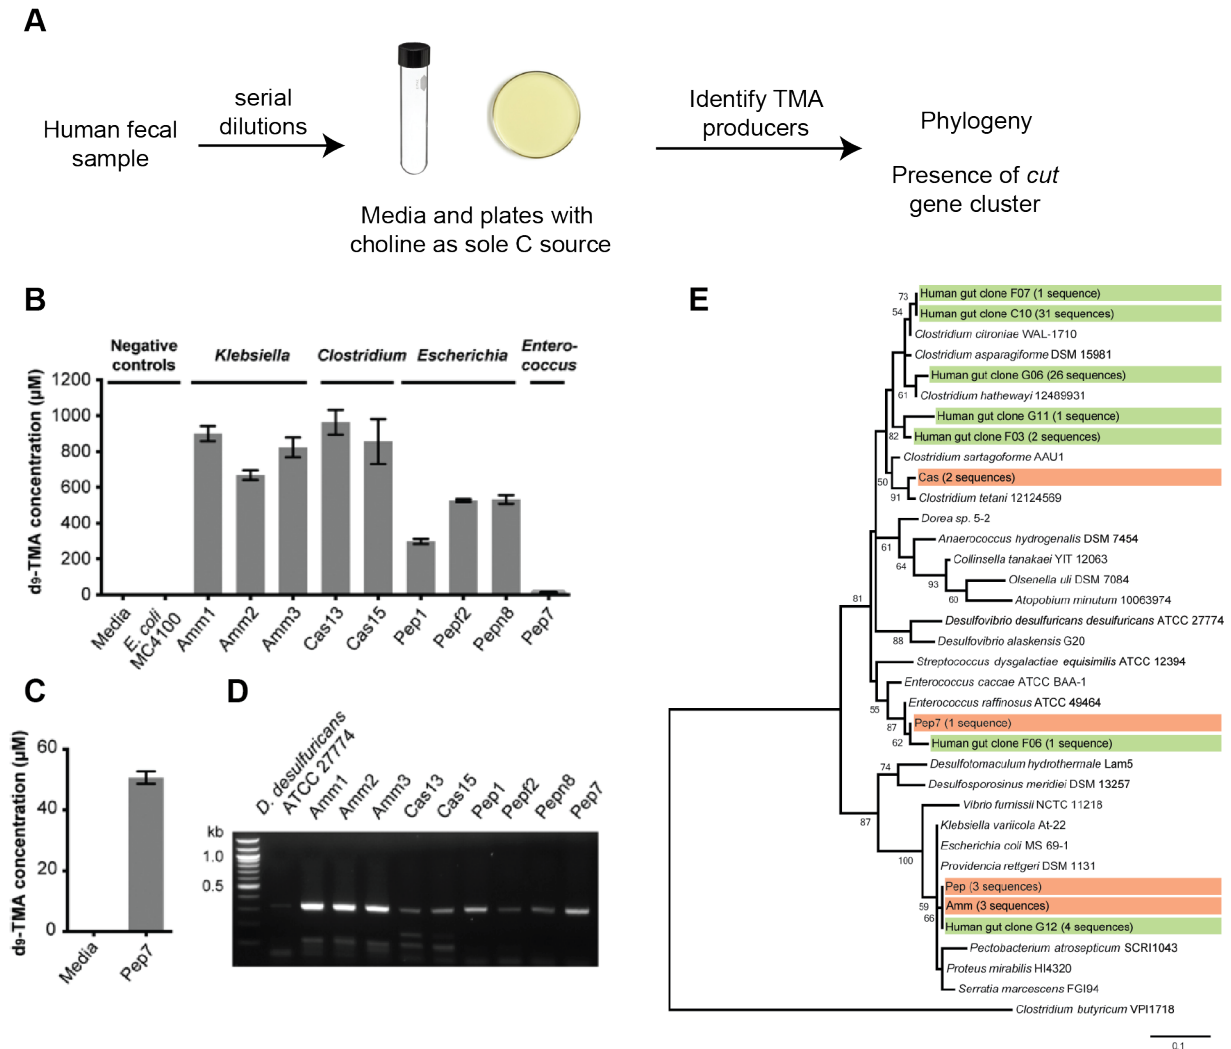 A
Human fecal
sample
serial
dilutions
Media and plates with
choline as sole C source
Identify TMA
producers
Phylogeny
Presence of cut
gene cluster
B
Negative
controls
Klebsiella
Clostridium
Escherichia
Entero-
coccus
d9-TMA concentration (µM)
1200
1000
800
600
400
200
0
Media
E. coli
MC4100
Amm1
Amm2
Amm3
Cas13
Cas15
Pep1
Pepf2
Pepn8
Pep7
C
d9-TMA concentration (µM)
60
40
20
0
Media
Pep7
D
D. desulfuricans
ATCC 27774
Amm1
Amm2
Amm3
Cas13
Cas15
Pep1
Pepf2
Pepn8
Pep7
kb
1.0
0.5
E
73
Human gut clone F07 (1 sequence)
54
Human gut clone C10 (31 sequences)
Clostridium citroniae WAL-1710
Clostridium asparagiforme DSM 15981
Human gut clone G06 (26 sequences)
61
Clostridium hathewayi 12489931
Human gut clone G11 (1 sequence)
82
Human gut clone F03 (2 sequences)
Clostridium sartagoforme AAU1
50
Cas (2 sequences)
91
Clostridium tetani 12124569
Dorea sp. 5-2
61
Anaerococcus hydrogenalis DSM 7454
64
Collinsella tanakaei YIT 12063
93
Olsenella uli DSM 7084
60
Atopobium minutum 10063974
81
Desulfovibrio desulfuricans desulfuricans ATCC 27774
88
Desulfovibrio alaskensis G20
Streptococcus dysgalactiae equisimilis ATCC 12394
Enterococcus caccae ATCC BAA-1
55
Enterococcus raffinosus ATCC 49464
87
Pep7 (1 sequence)
62
Human gut clone F06 (1 sequence)
74
Desulfotomaculum hydrothermale Lam5
Desulfosporosinus meridiei DSM 13257
87
Vibrio furnissii NCTC 11218
Klebsiella variicola At-22
Escherichia coli MS 69-1
100
Providencia rettgeri DSM 1131
Pep (3 sequences)
59
Amm (3 sequences)
66
Human gut clone G12 (4 sequences)
Pectobacterium atrosepticum SCRI1043
Proteus mirabilis HI4320
Serratia marcescens FGI94
Clostridium butyricum VPI1718
0.1